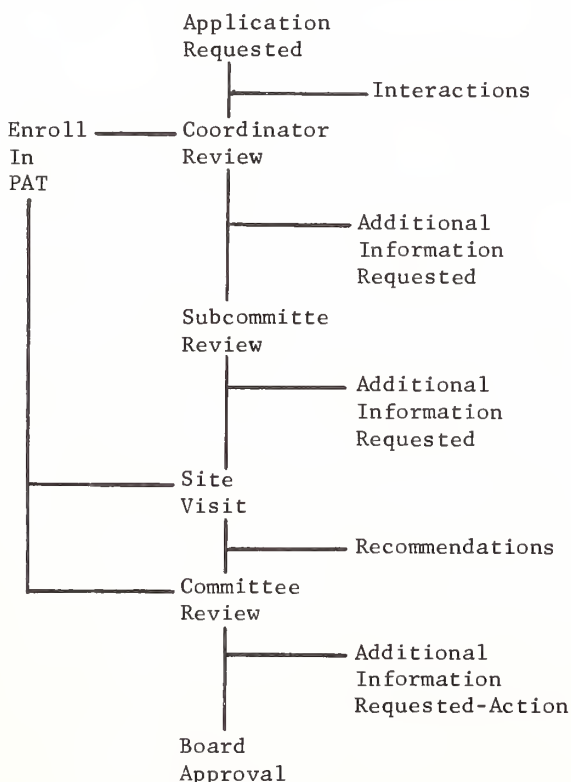 Application
Requested
Interactions
Enroll
In
PAT
Coordinator
Review
Additional
Information
Requested
Subcommitte
Review
Additional
Information
Requested
Site
Visit
Recommendations
Committee
Review
Additional
Information
Requested-Action
Board
Approval